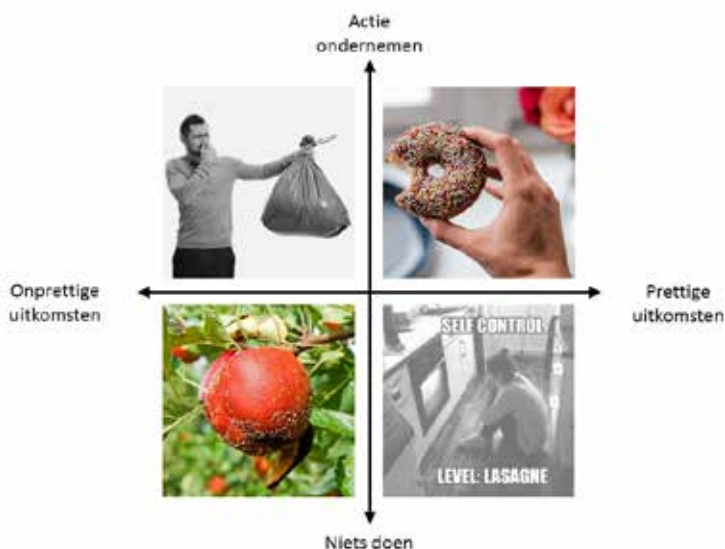 Actie
ondernemen
Onprettige
uitkomsten
Prettige
uitkomsten
SELF CONTROL
LEVEL: LASAGNE
Niets doen